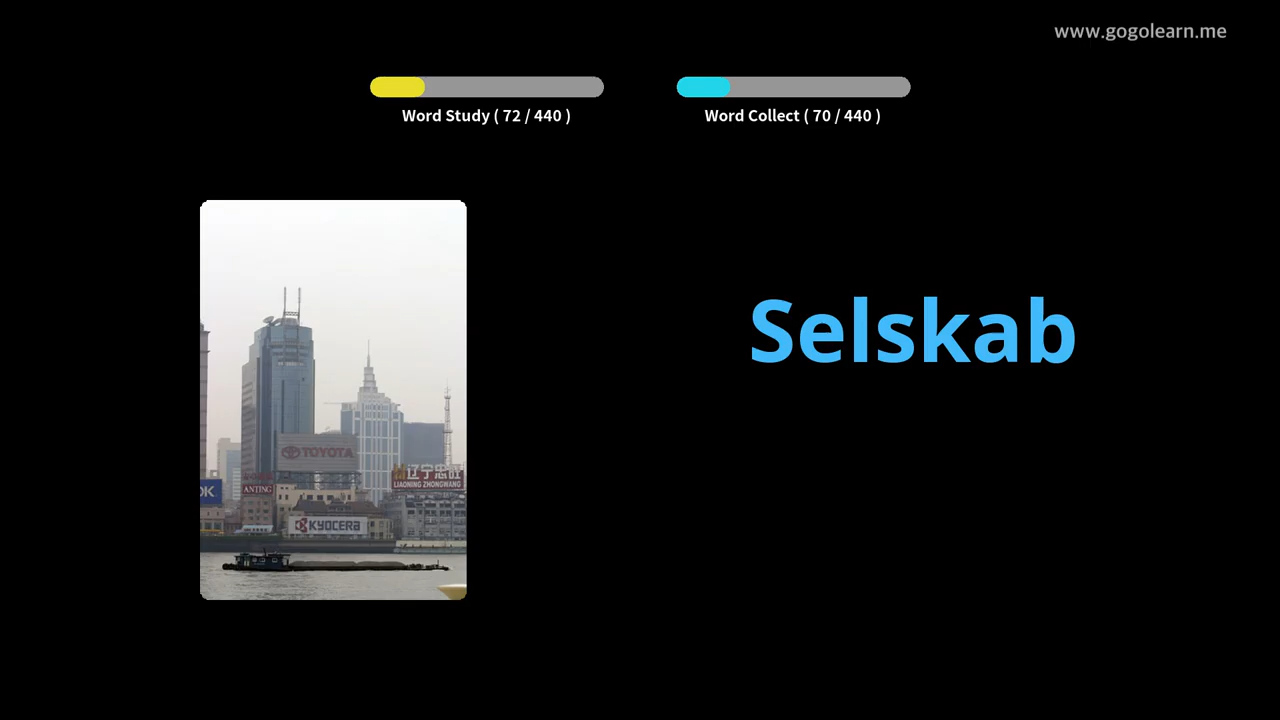 www.gogolearn.me
Word Study ( 72 / 440 )
Word Collect ( 70 / 440 )
Selskab
TOYOTA
辽宁忠旺
LIAONING ZHONGWANG
OK
ANTING
KYOCERA